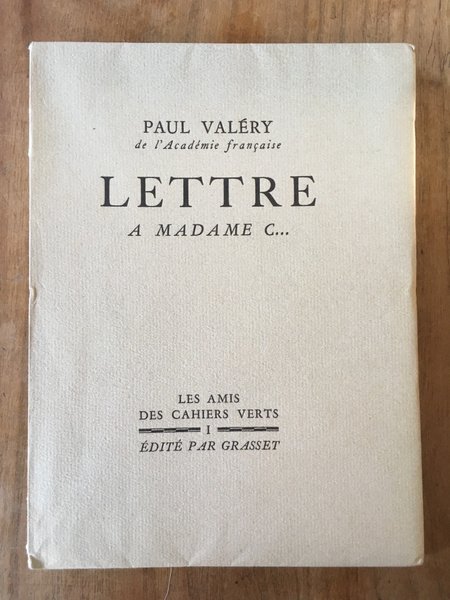 PAUL VALÉRY
de l'Académie française
LETTRE
A MADAME C...
LES AMIS
DES CAHIERS VERTS
I
ÉDITÉ PAR GRASSET